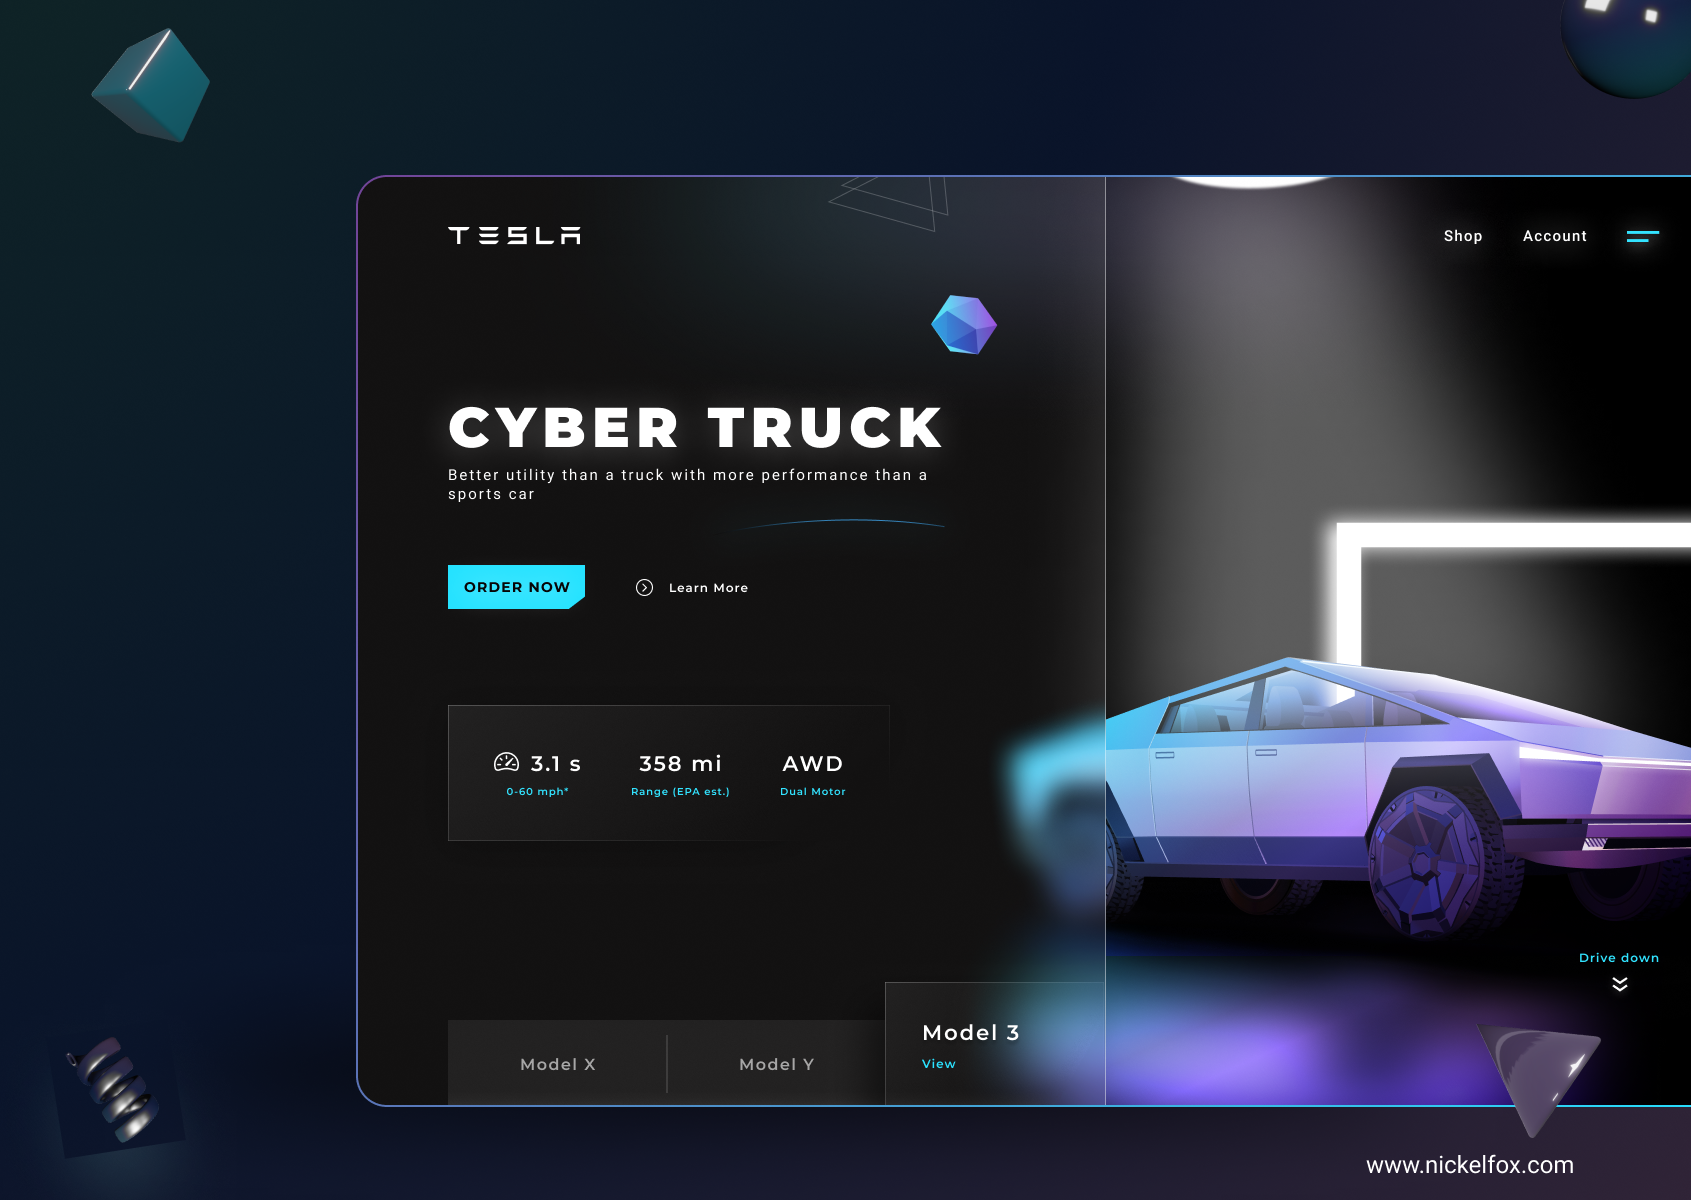 TESLA
Shop
Account
CYBER TRUCK
Better utility than a truck with more performance than a
sports car
ORDER NOW
Learn More
3.1 s
0-60 mph*
358 mi
Range (EPA est.)
AWD
Dual Motor
Drive down
Model X
Model Y
Model 3
View
www.nickelfox.com